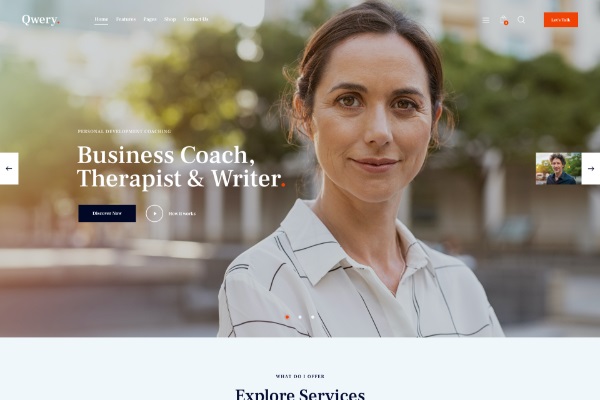 Qwery.
Home Features Pages Shop Contact Us
Let's Talk
PERSONAL DEVELOPMENT COACHING
Business Coach,
Therapist & Writer.
Discover Now
How It Works
WHAT DO I OFFER
Explore Services